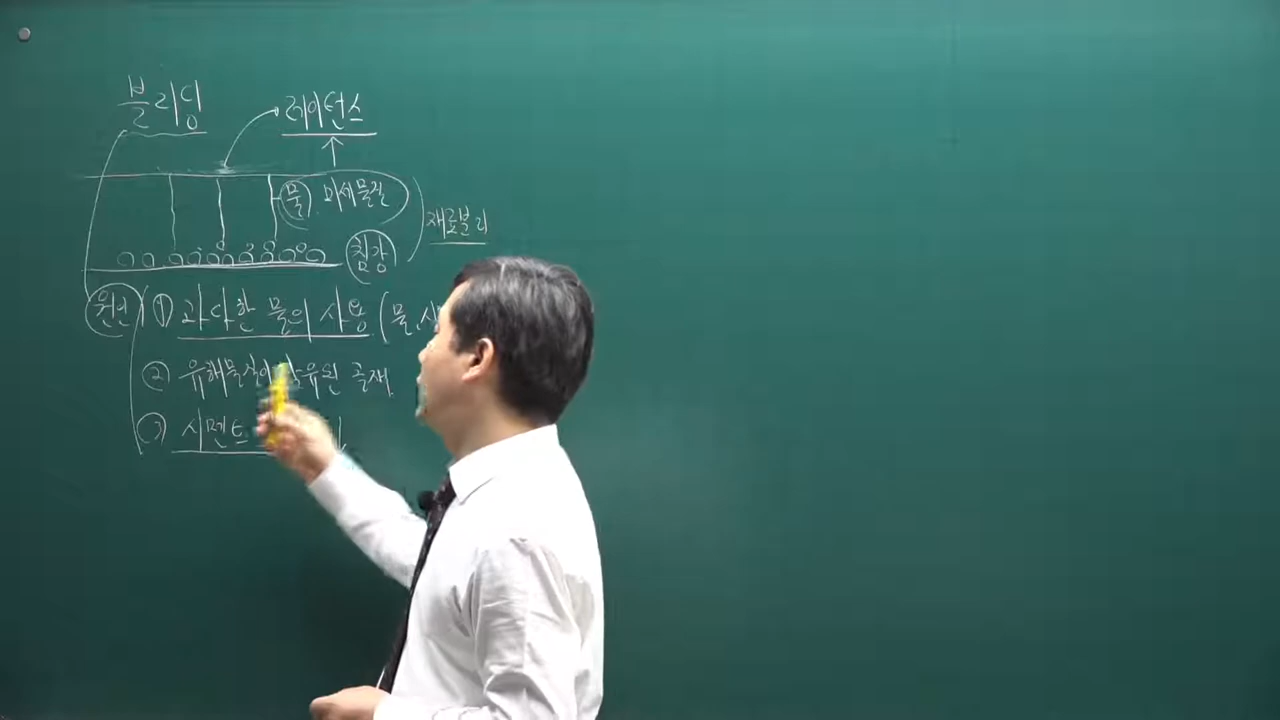 블리딩
레이턴스
물 미세물질
재료분리
침강
원인
① 과다한 물의 사용 (물,
② 유해물질이 함유된 골재
③ 시멘트